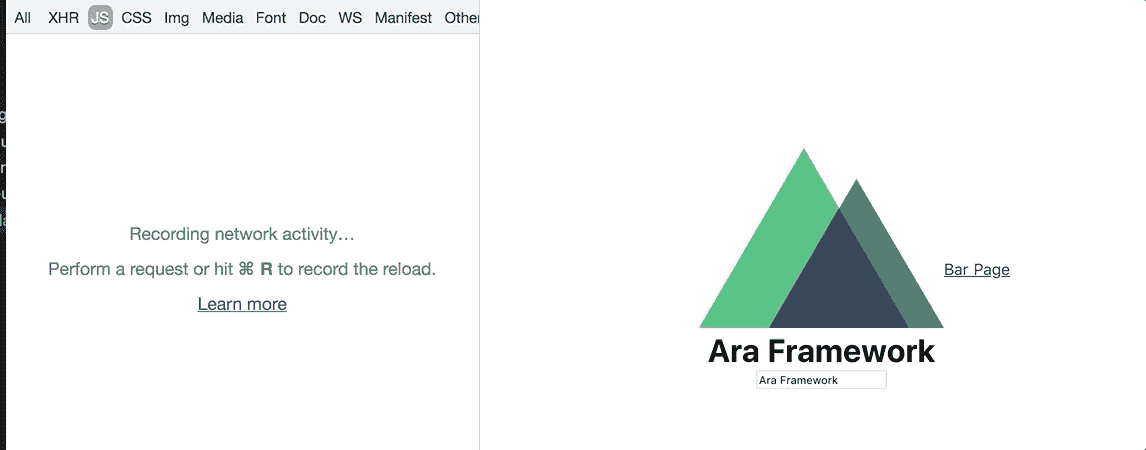 All XHR JS CSS Img Media Font Doc WS Manifest Other
Recording network activity…
Perform a request or hit ⌘ R to record the reload.
Learn more
Bar Page
Ara Framework
Ara Framework